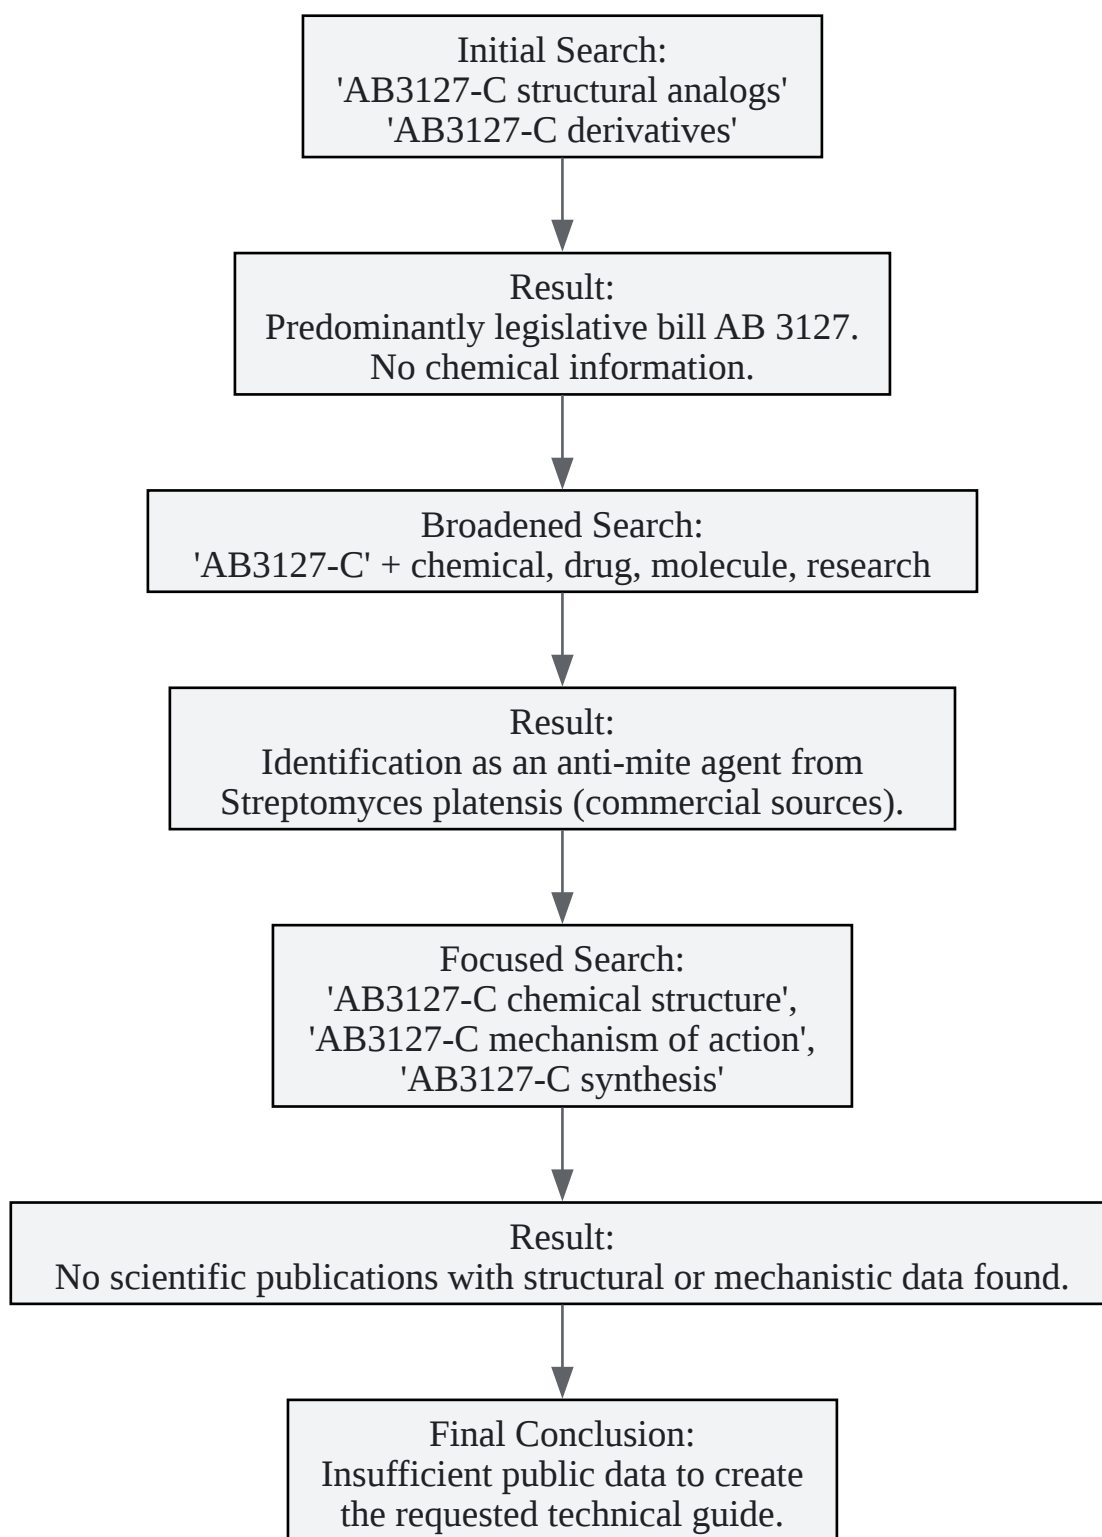 Initial Search:
'AB3127-C structural analogs'
'AB3127-C derivatives'
Result:
Predominantly legislative bill AB 3127.
No chemical information.
Broadened Search:
'AB3127-C' + chemical, drug, molecule, research
Result:
Identification as an anti-mite agent from
Streptomyces platensis (commercial sources).
Focused Search:
'AB3127-C chemical structure',
'AB3127-C mechanism of action',
'AB3127-C synthesis'
Result:
No scientific publications with structural or mechanistic data found.
Final Conclusion:
Insufficient public data to create
the requested technical guide.